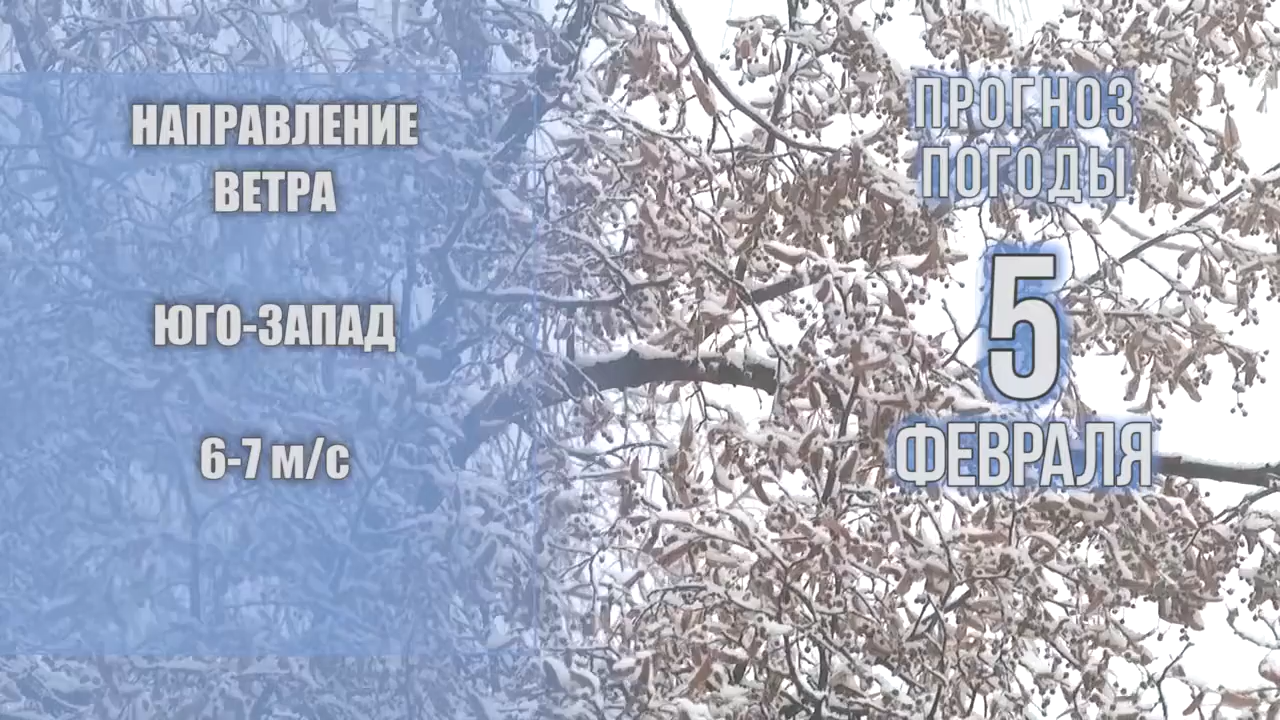 НАПРАВЛЕНИЕ
ВЕТРА
ЮГО-ЗАПАД
6-7 м/с
ПРОГНОЗ
ПОГОДЫ
5
ФЕВРАЛЯ